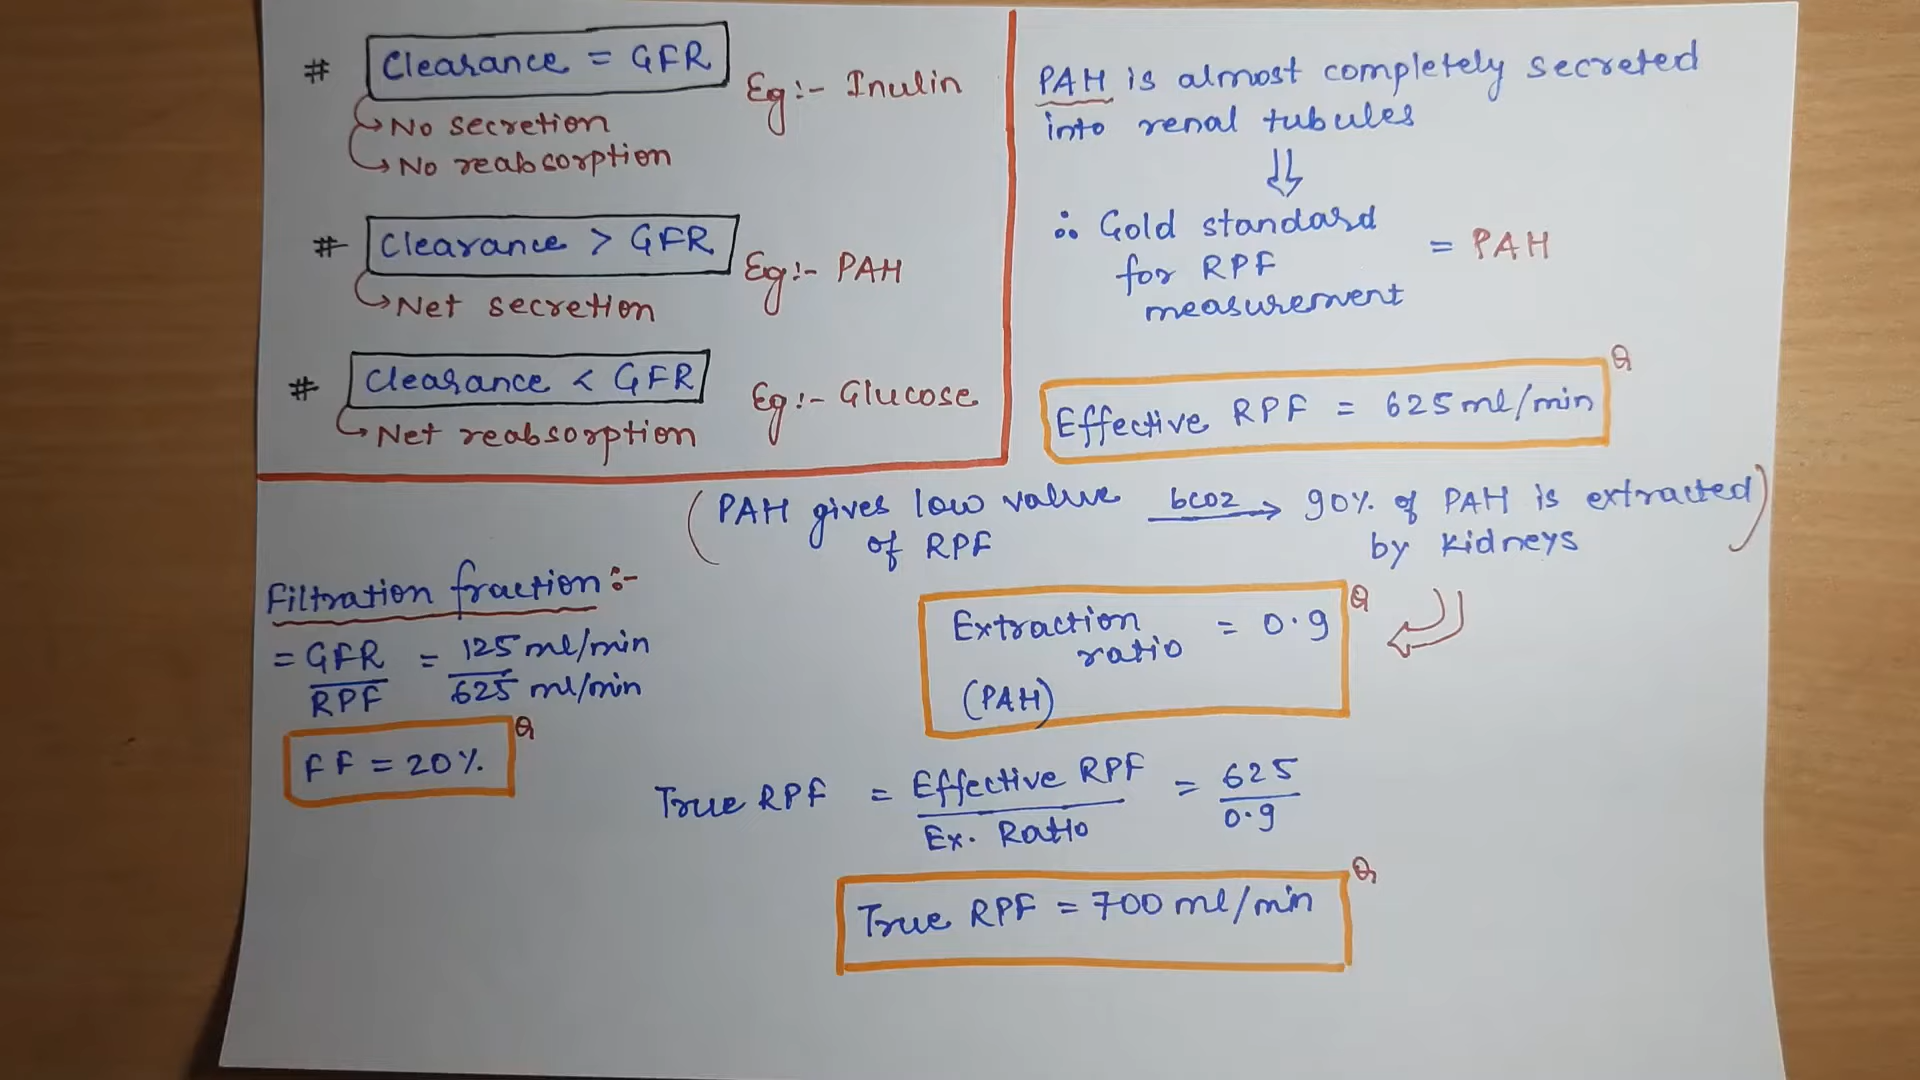 # Clearance = GFR
Eg:- Inulin
No secretion
No reabsorption
# Clearance > GFR
Eg:- PAH
Net secretion
# Clearance < GFR
Eg:- Glucose
Net reabsorption
PAH is almost completely secreted
into renal tubules
∴ Gold standard
for RPF
measurement
= PAH
Effective RPF = 625 ml/min
Q
(PAH gives low value bcoz 90% of PAH is extracted)
of RPF
by kidneys
Filtration fraction:-
= GFR = 125 ml/min
RPF 625 ml/min
FF = 20%.
Q
Extraction = 0.9
ratio
(PAH)
Q
True RPF = Effective RPF = 625
Ex. Ratio 0.9
True RPF = 700 ml/min
Q